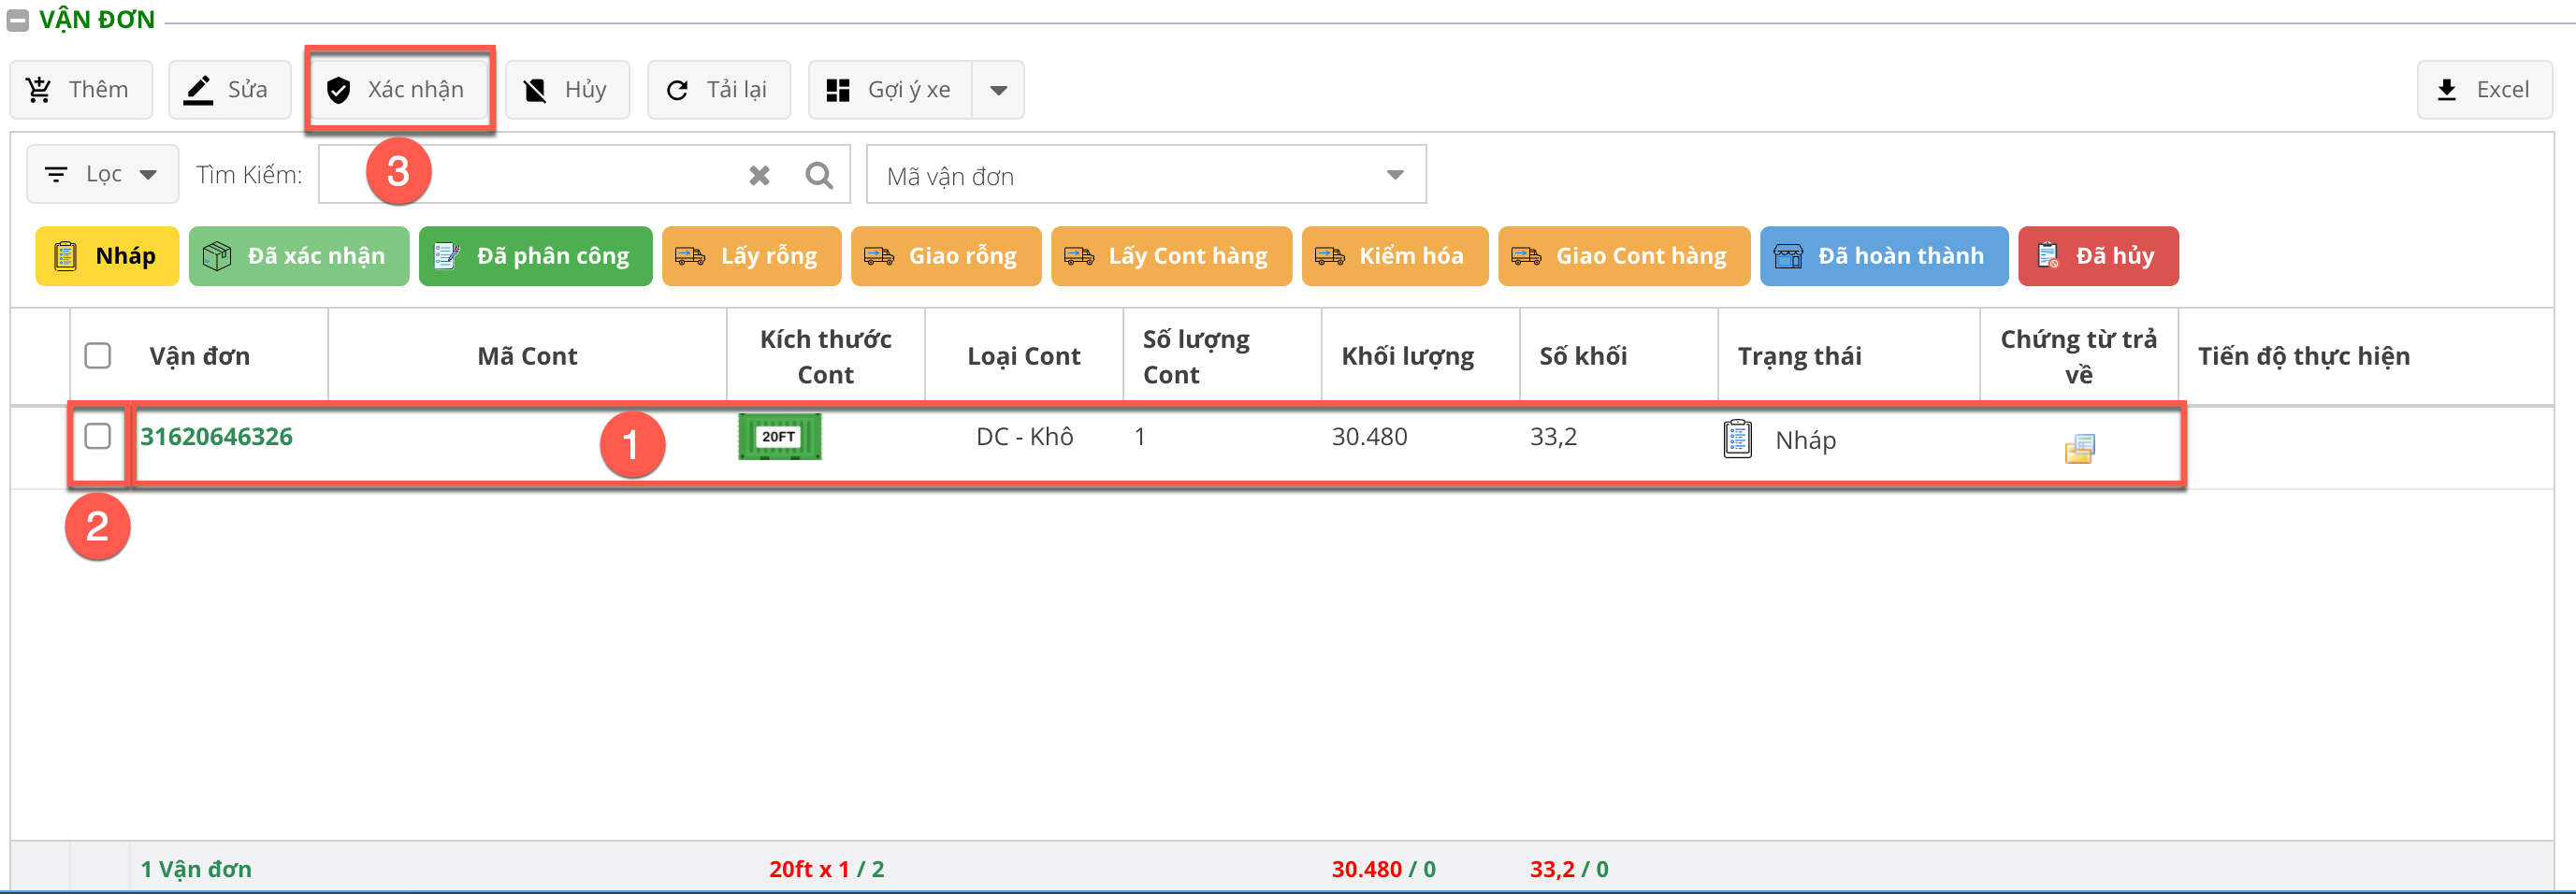 VẬN ĐƠN
Thêm Sửa Xác nhận Hủy Tải lại Gợi ý xe Excel
Lọc Tìm Kiếm: 3 Mã vận đơn
Nháp Đã xác nhận Đã phân công Lấy rỗng Giao rỗng Lấy Cont hàng Kiểm hóa Giao Cont hàng Đã hoàn thành Đã hủy
Vận đơn Mã Cont Kích thước Cont Loại Cont Số lượng Cont Khối lượng Số khối Trạng thái Chứng từ trả về Tiến độ thực hiện
31620646326 1 20FT DC - Khô 1 30.480 33,2 Nháp
2
1 Vận đơn 20ft x 1 / 2 30.480 / 0 33,2 / 0